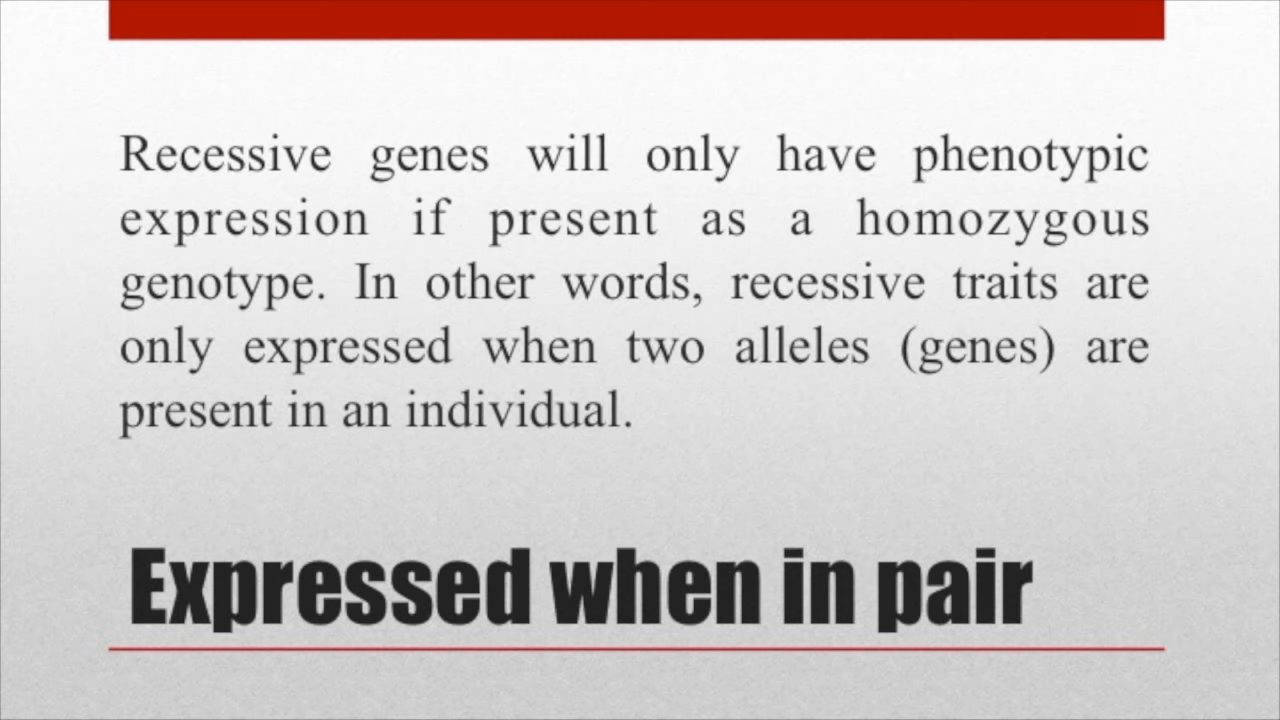 Recessive genes will only have phenotypic
expression if present as a homozygous
genotype. In other words, recessive traits are
only expressed when two alleles (genes) are
present in an individual.
Expressed when in pair